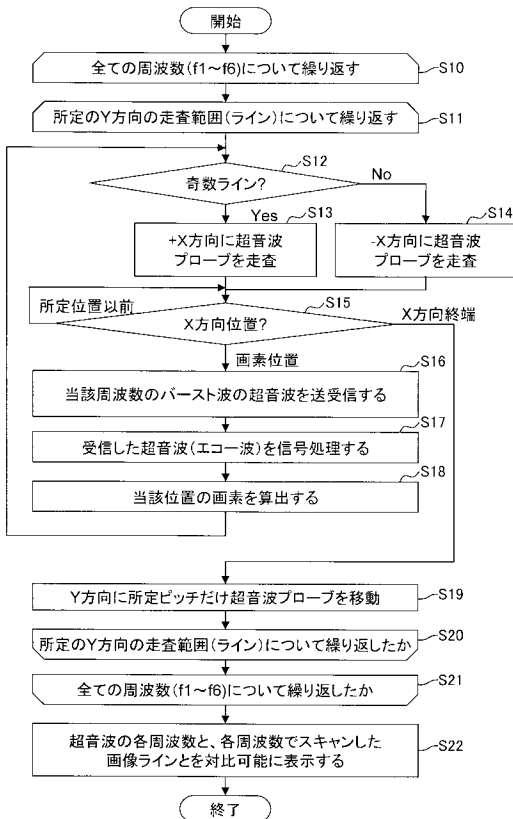 開始
全ての周波数(f1～f6)について繰り返す
S10
所定のY方向の走査範囲(ライン)について繰り返す
S11
S12
奇数ライン?
No
Yes
S13
S14
+X方向に超音波
プローブを走査
-X方向に超音波
プローブを走査
所定位置以前
S15
X方向終端
X方向位置?
画素位置
S16
当該周波数のバースト波の超音波を送受信する
S17
受信した超音波(エコー波)を信号処理する
S18
当該位置の画素を算出する
Y方向に所定ピッチだけ超音波プローブを移動
S19
所定のY方向の走査範囲(ライン)について繰り返したか
S20
全ての周波数(f1～f6)について繰り返したか
S21
超音波の各周波数と、各周波数でスキャンした
画像ラインとを対比可能に表示する
S22
終了